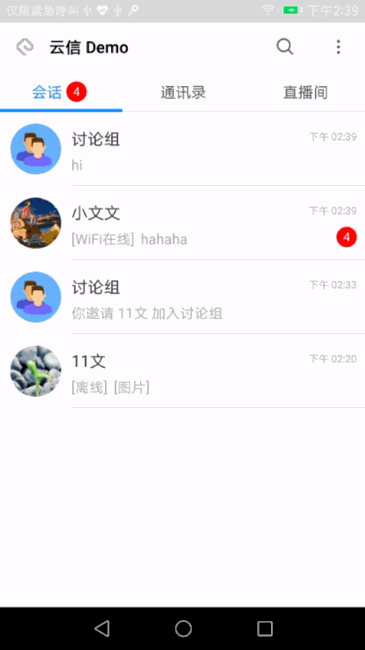 仅限紧急呼叫 下午2:39
云信 Demo
会话 4 通讯录 直播间
讨论组 下午 02:39
hi
小文文 下午 02:39
[WiFi在线] hahaha 4
讨论组 下午 02:33
你邀请 11文 加入讨论组
11文 下午 02:20
[离线] [图片]